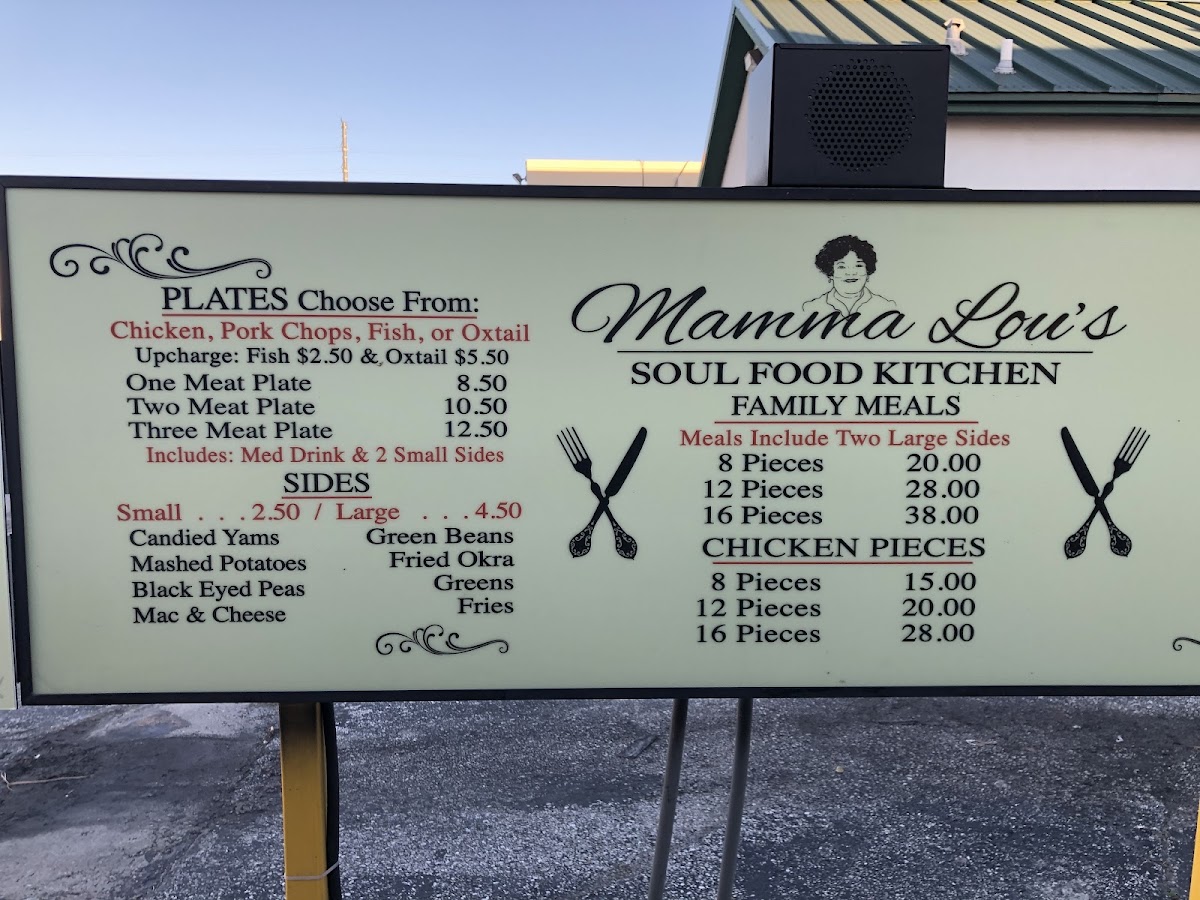 PLATES Choose From:
Chicken, Pork Chops, Fish, or Oxtail
Upcharge: Fish $2.50 & Oxtail $5.50
One Meat Plate 8.50
Two Meat Plate 10.50
Three Meat Plate 12.50
Includes: Med Drink & 2 Small Sides
SIDES
Small . . . 2.50 / Large . . . 4.50
Candied Yams Green Beans
Mashed Potatoes Fried Okra
Black Eyed Peas Greens
Mac & Cheese Fries
Mamma Lou's
SOUL FOOD KITCHEN
FAMILY MEALS
Meals Include Two Large Sides
8 Pieces 20.00
12 Pieces 28.00
16 Pieces 38.00
CHICKEN PIECES
8 Pieces 15.00
12 Pieces 20.00
16 Pieces 28.00